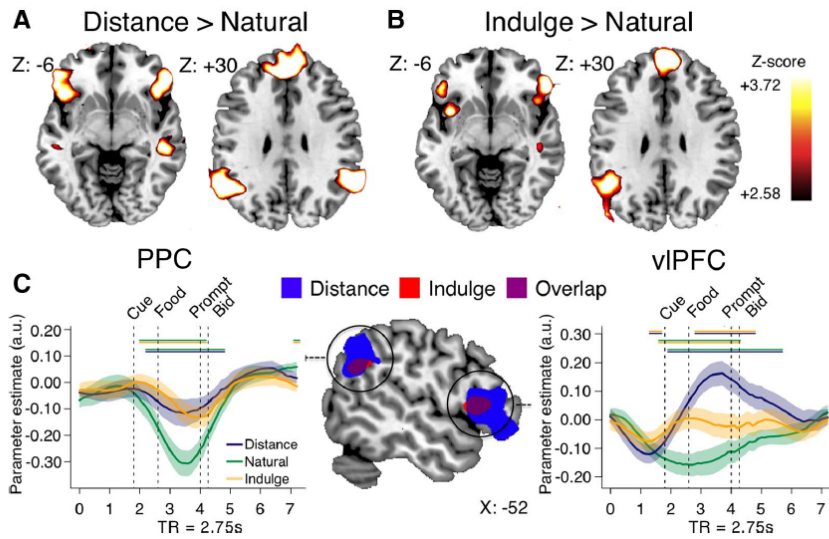 A
Distance > Natural
B
Indulge > Natural
Z: -6
Z: +30
Z: -6
Z: +30
Z-score
+3.72
+2.58
C
PPC
vlPFC
Distance
Indulge
Overlap
Cue
Food
Prompt
Bid
Parameter estimate (a.u.)
0.20
0.10
0.00
-0.10
-0.20
-0.30
Distance
Natural
Indulge
0 1 2 3 4 5 6 7
TR = 2.75s
X: -52
Cue
Food
Prompt
Bid
Parameter estimate (a.u.)
0.30
0.20
0.10
0.00
-0.10
-0.20
0 1 2 3 4 5 6 7
TR = 2.75s